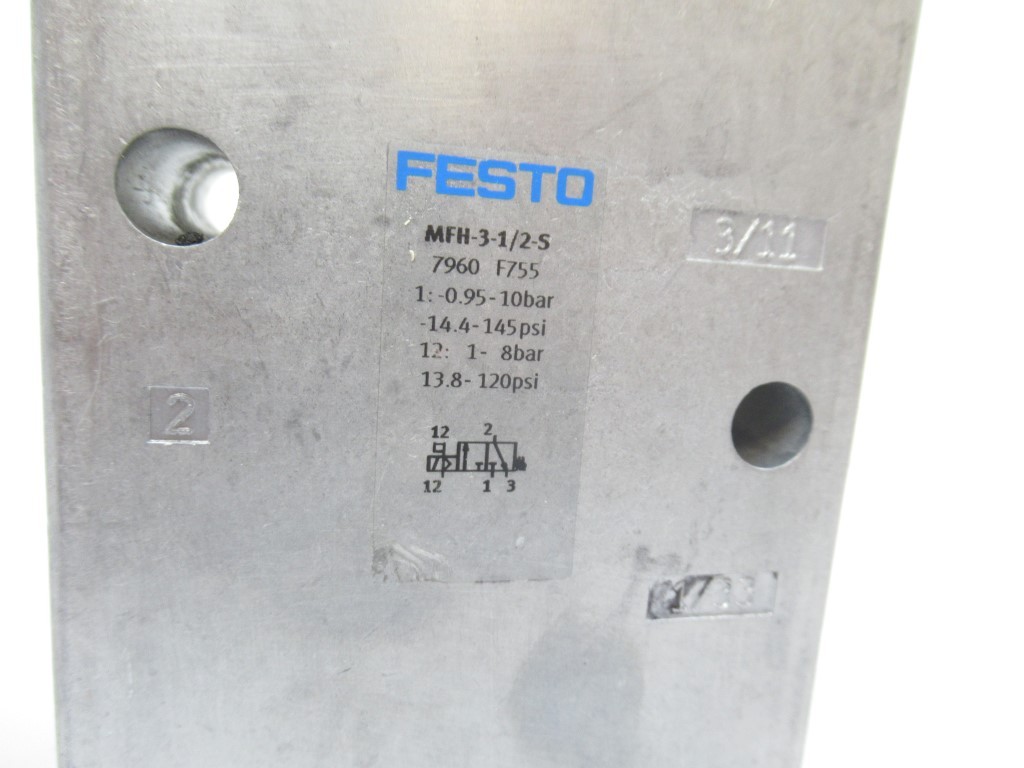 FESTO
MFH-3-1/2-S
7960 F755
1: -0.95-10bar
-14.4-145psi
12: 1- 8bar
13.8-120psi
12 2
12 1 3
3/11
2